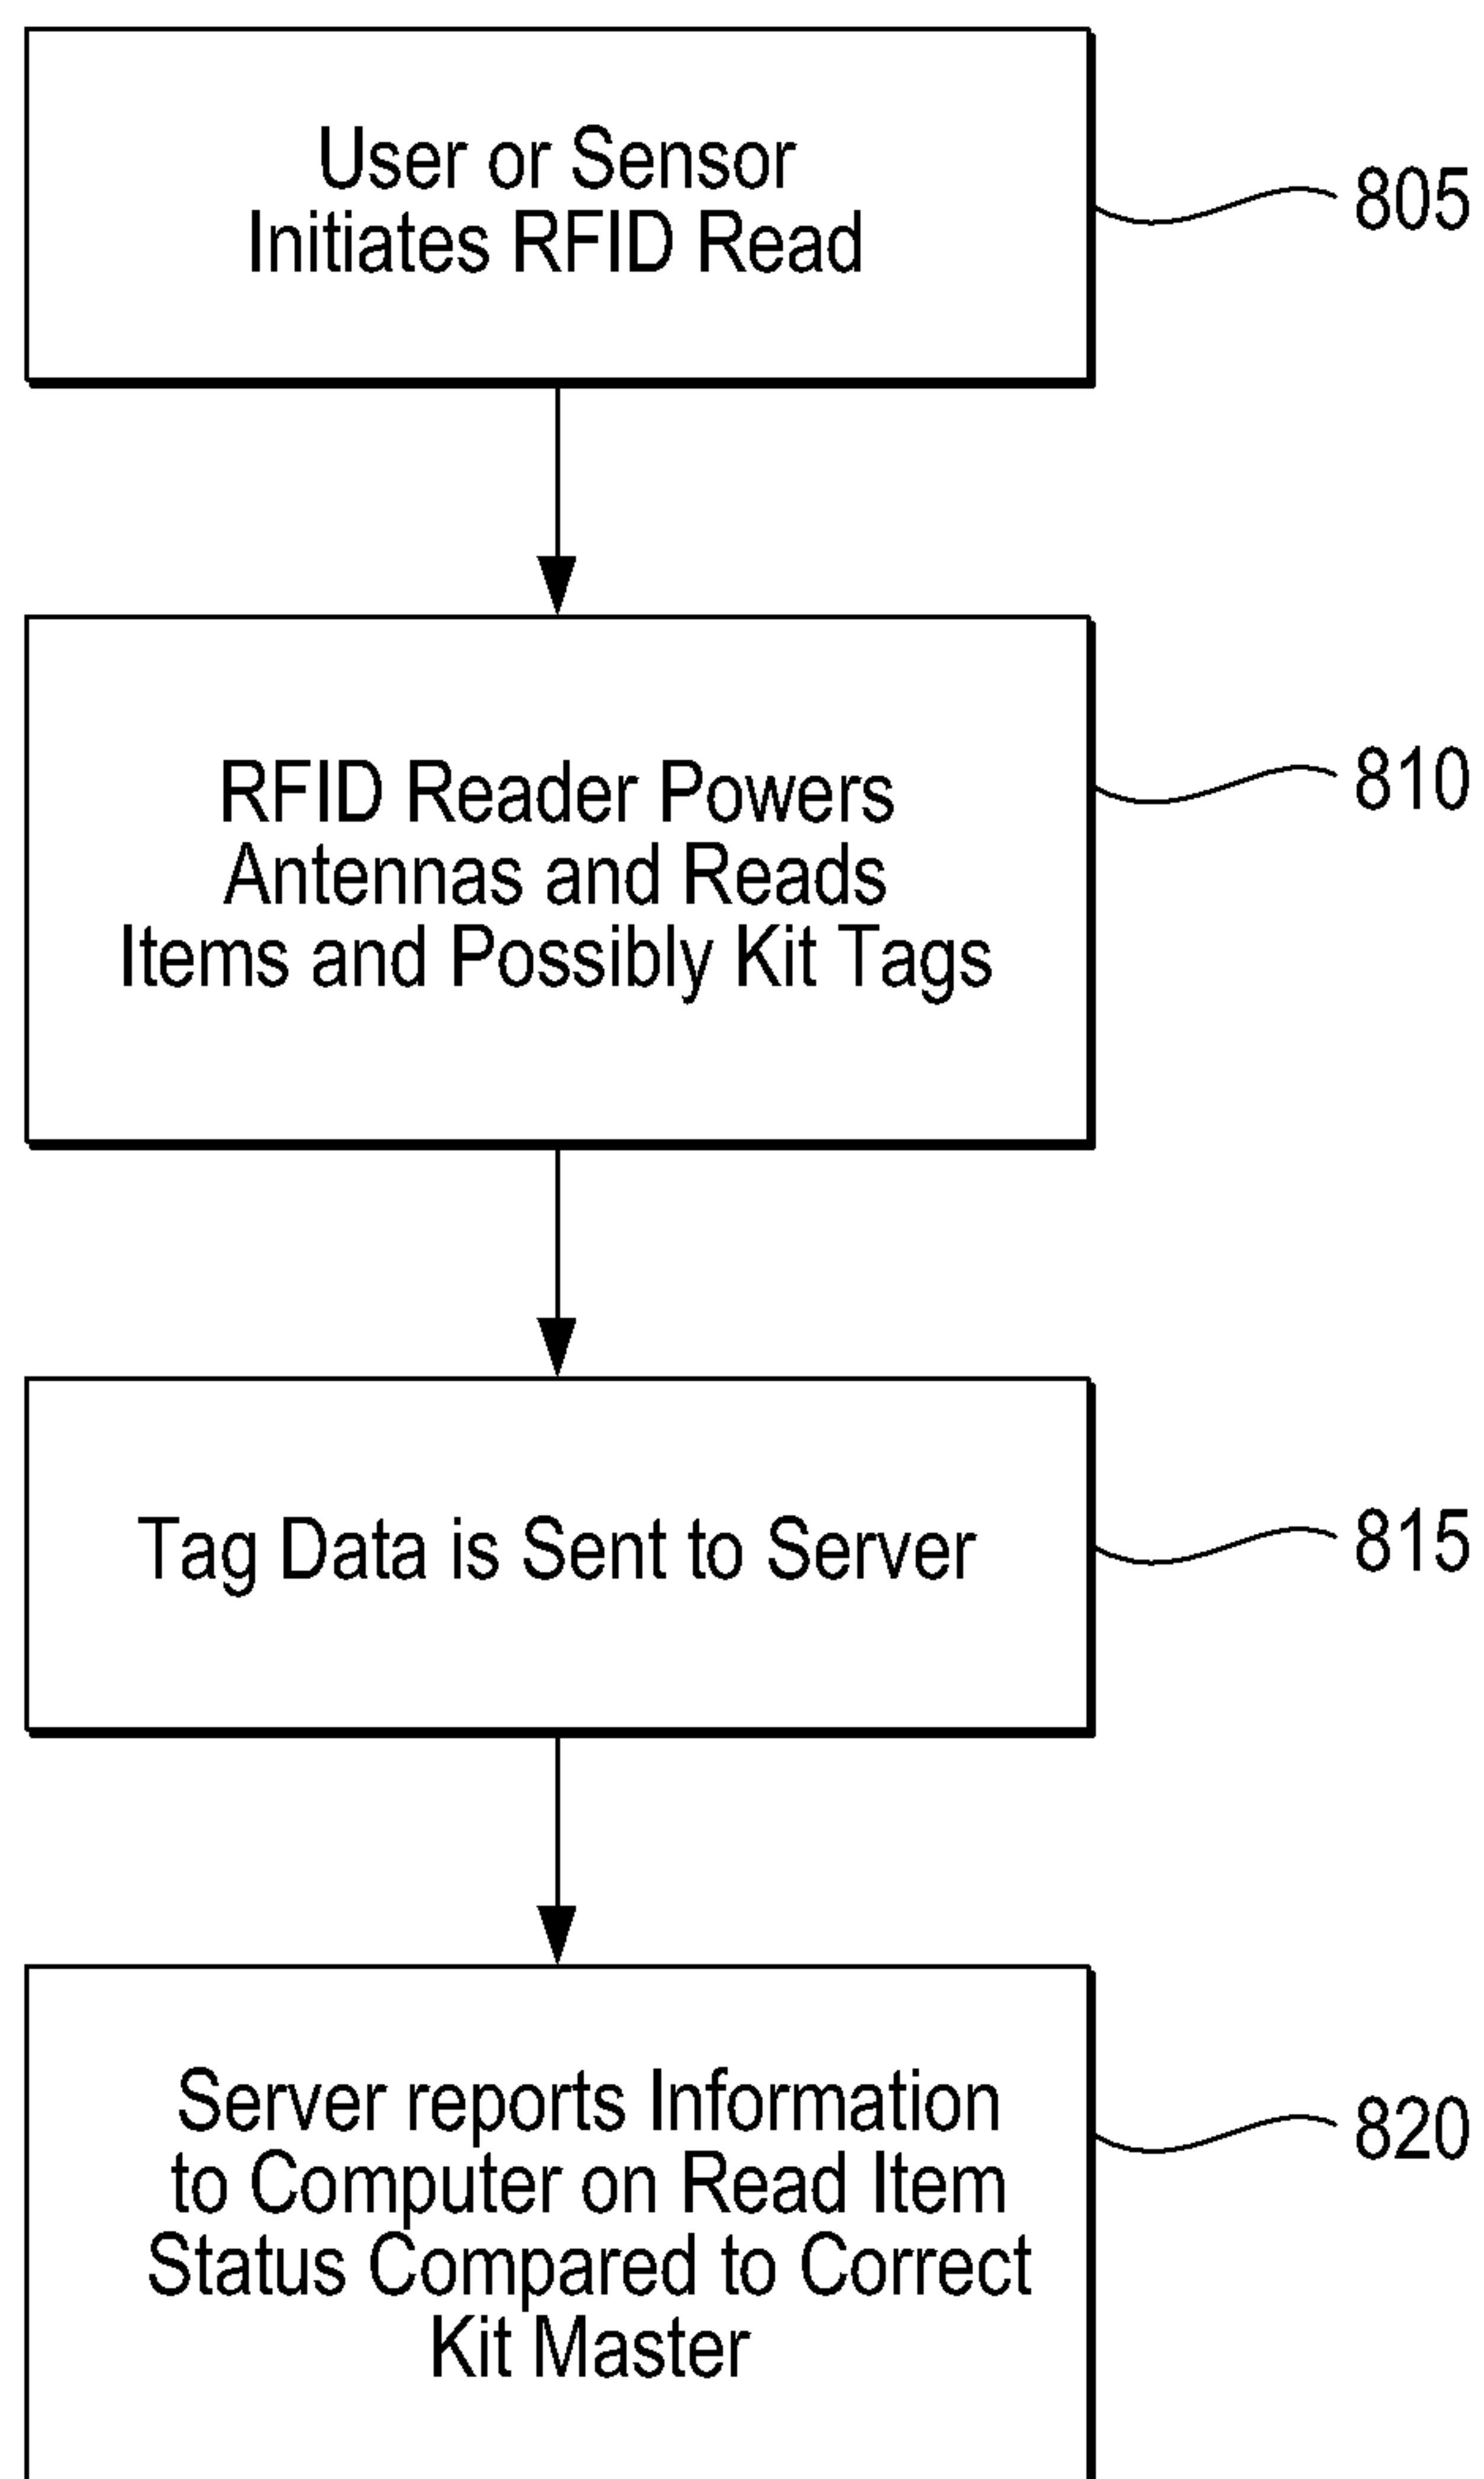 User or Sensor
Initiates RFID Read
805
RFID Reader Powers
Antennas and Reads
Items and Possibly Kit Tags
810
Tag Data is Sent to Server
815
Server reports Information
to Computer on Read Item
Status Compared to Correct
Kit Master
820